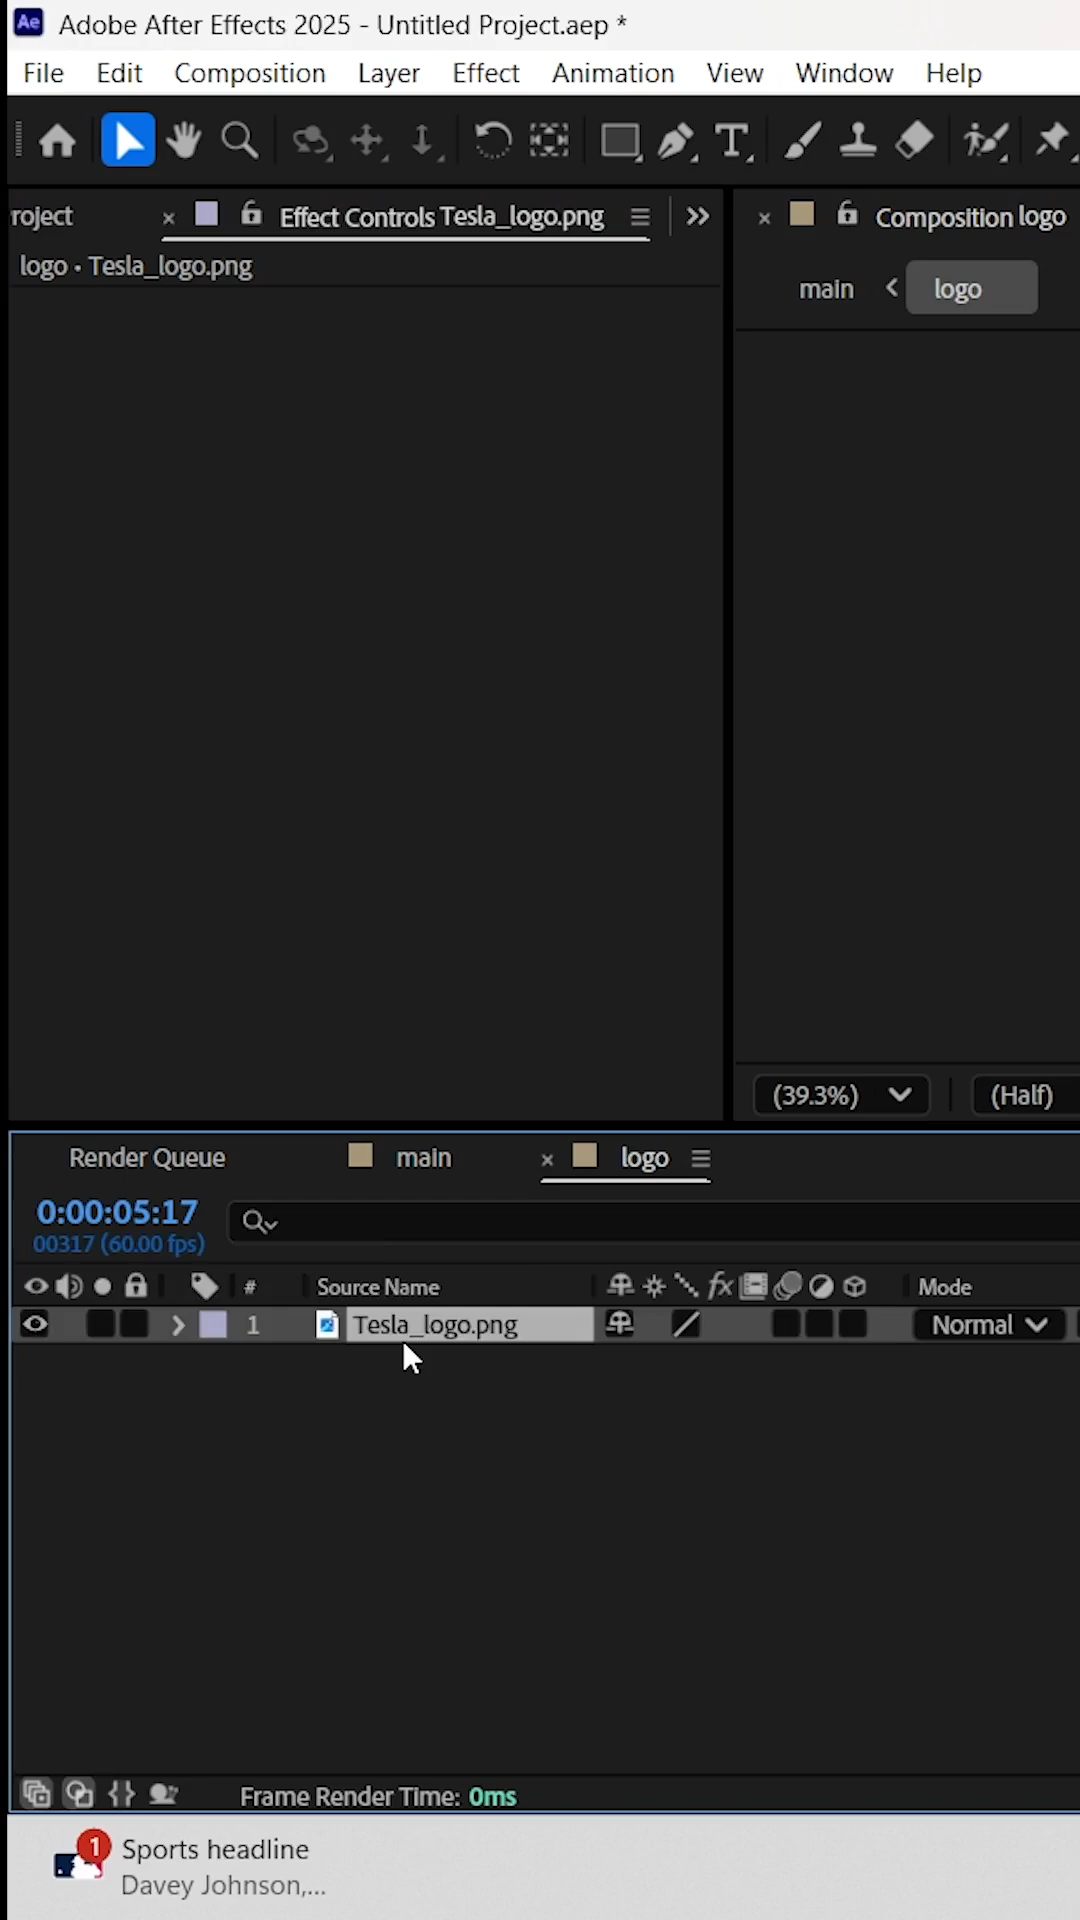 Ae Adobe After Effects 2025 - Untitled Project.aep *
File Edit Composition Layer Effect Animation View Window Help
T
roject × Effect Controls Tesla_logo.png × Composition logo
logo • Tesla_logo.png
main < logo
(39.3%) (Half)
Render Queue main × logo
0:00:05:17
00317 (60.00 fps)
# Source Name fx Mode
1 Tesla_logo.png Normal
Frame Render Time: 0ms
1 Sports headline
Davey Johnson,...